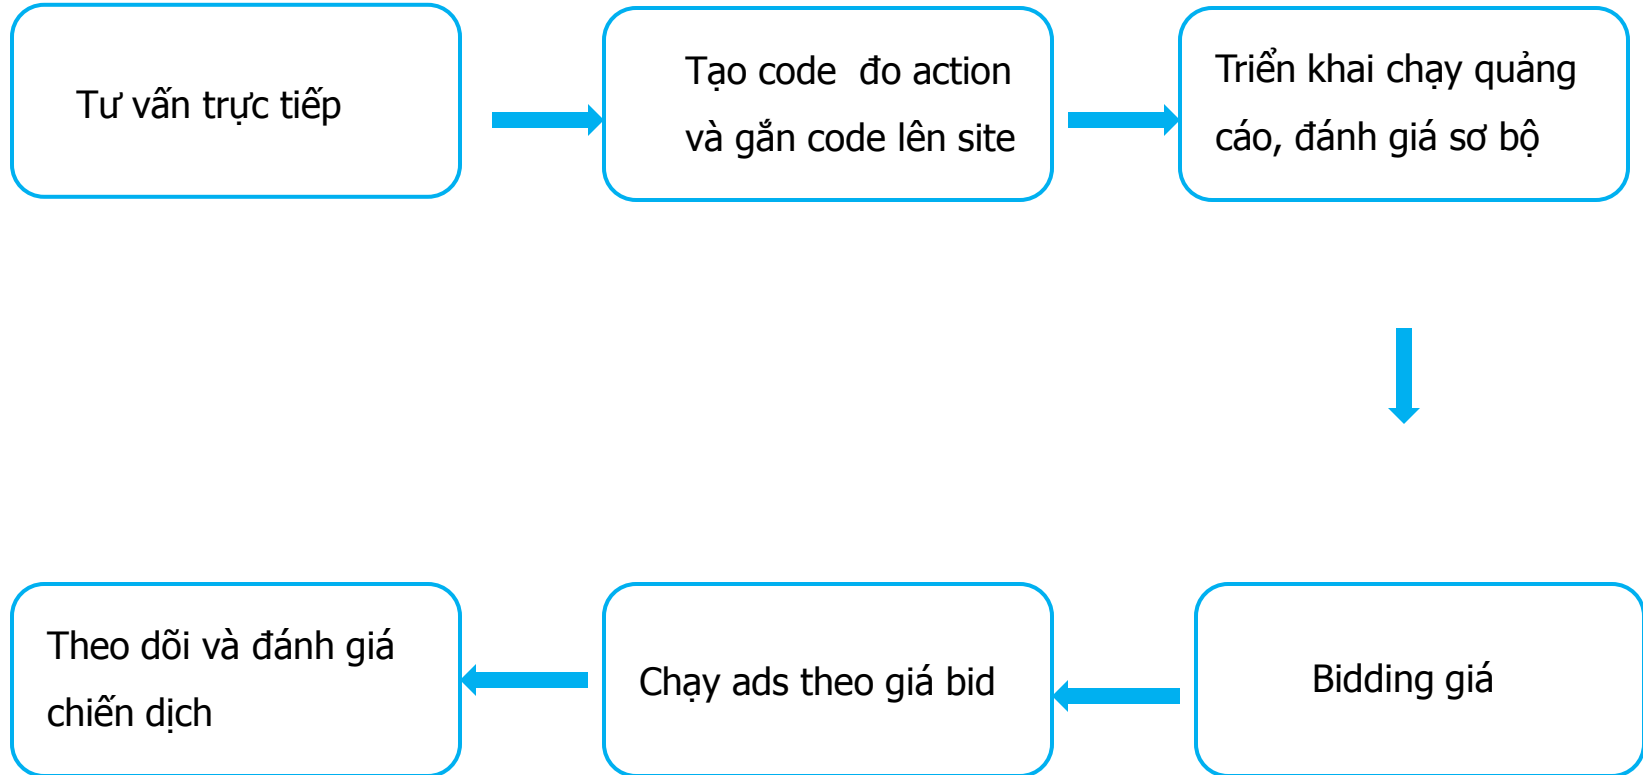 Tư vấn trực tiếp
Tạo code  đo action
và gắn code lên site
Triển khai chạy quảng
cáo, đánh giá sơ bộ
Bidding giá
Chạy ads theo giá bid
Theo dõi và đánh giá
chiến dịch